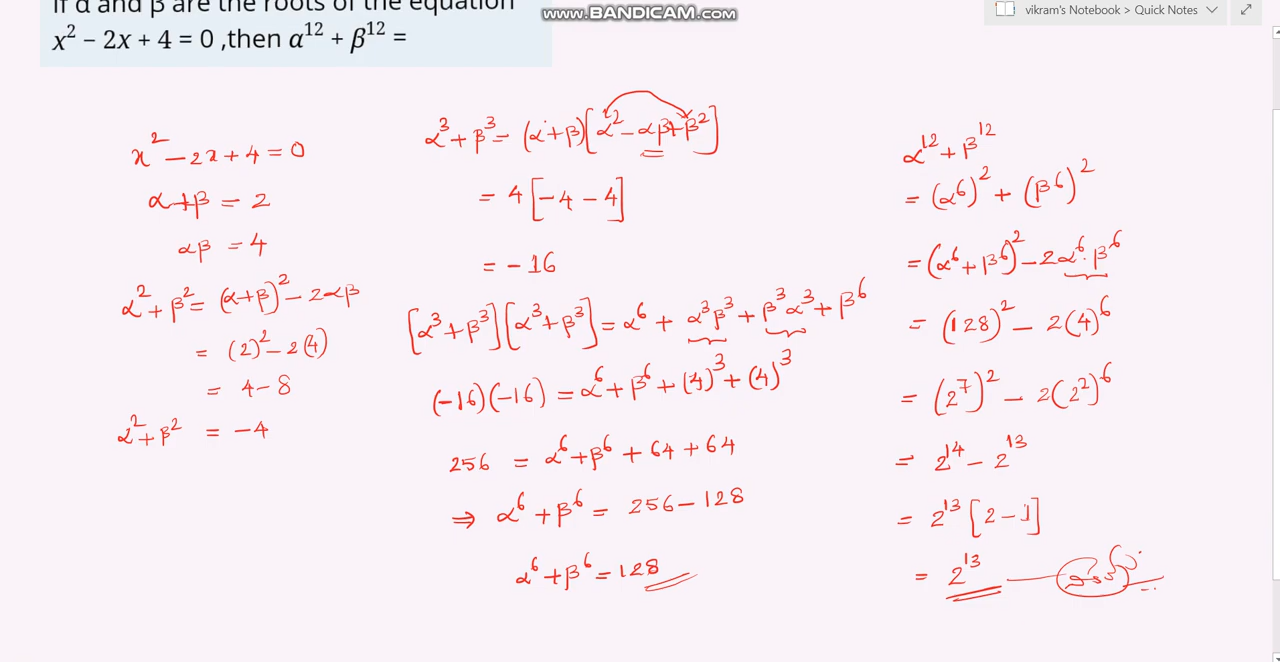 If α and β are the roots of the equation
x² – 2x + 4 = 0 ,then α¹² + β¹² =
www.BANDICAM.com
vikram's Notebook > Quick Notes
x² – 2x + 4 = 0
α + β = 2
αβ = 4
α² + β² = (α + β)² – 2αβ
= (2)² – 2(4)
= 4 – 8
α² + β² = –4
α³ + β³ = (α + β)[α² – αβ + β²]
= 4[–4 – 4]
= –16
[α³ + β³][α³ + β³] = α⁶ + α³β³ + β³α³ + β⁶
(–16)(–16) = α⁶ + β⁶ + (4)³ + (4)³
256 = α⁶ + β⁶ + 64 + 64
⇒ α⁶ + β⁶ = 256 – 128
α⁶ + β⁶ = 128
α¹² + β¹²
= (α⁶)² + (β⁶)²
= (α⁶ + β⁶)² – 2α⁶·β⁶
= (128)² – 2(4)⁶
= (2⁷)² – 2(2²)⁶
= 2¹⁴ – 2¹³
= 2¹³[2 – 1]
= 2¹³